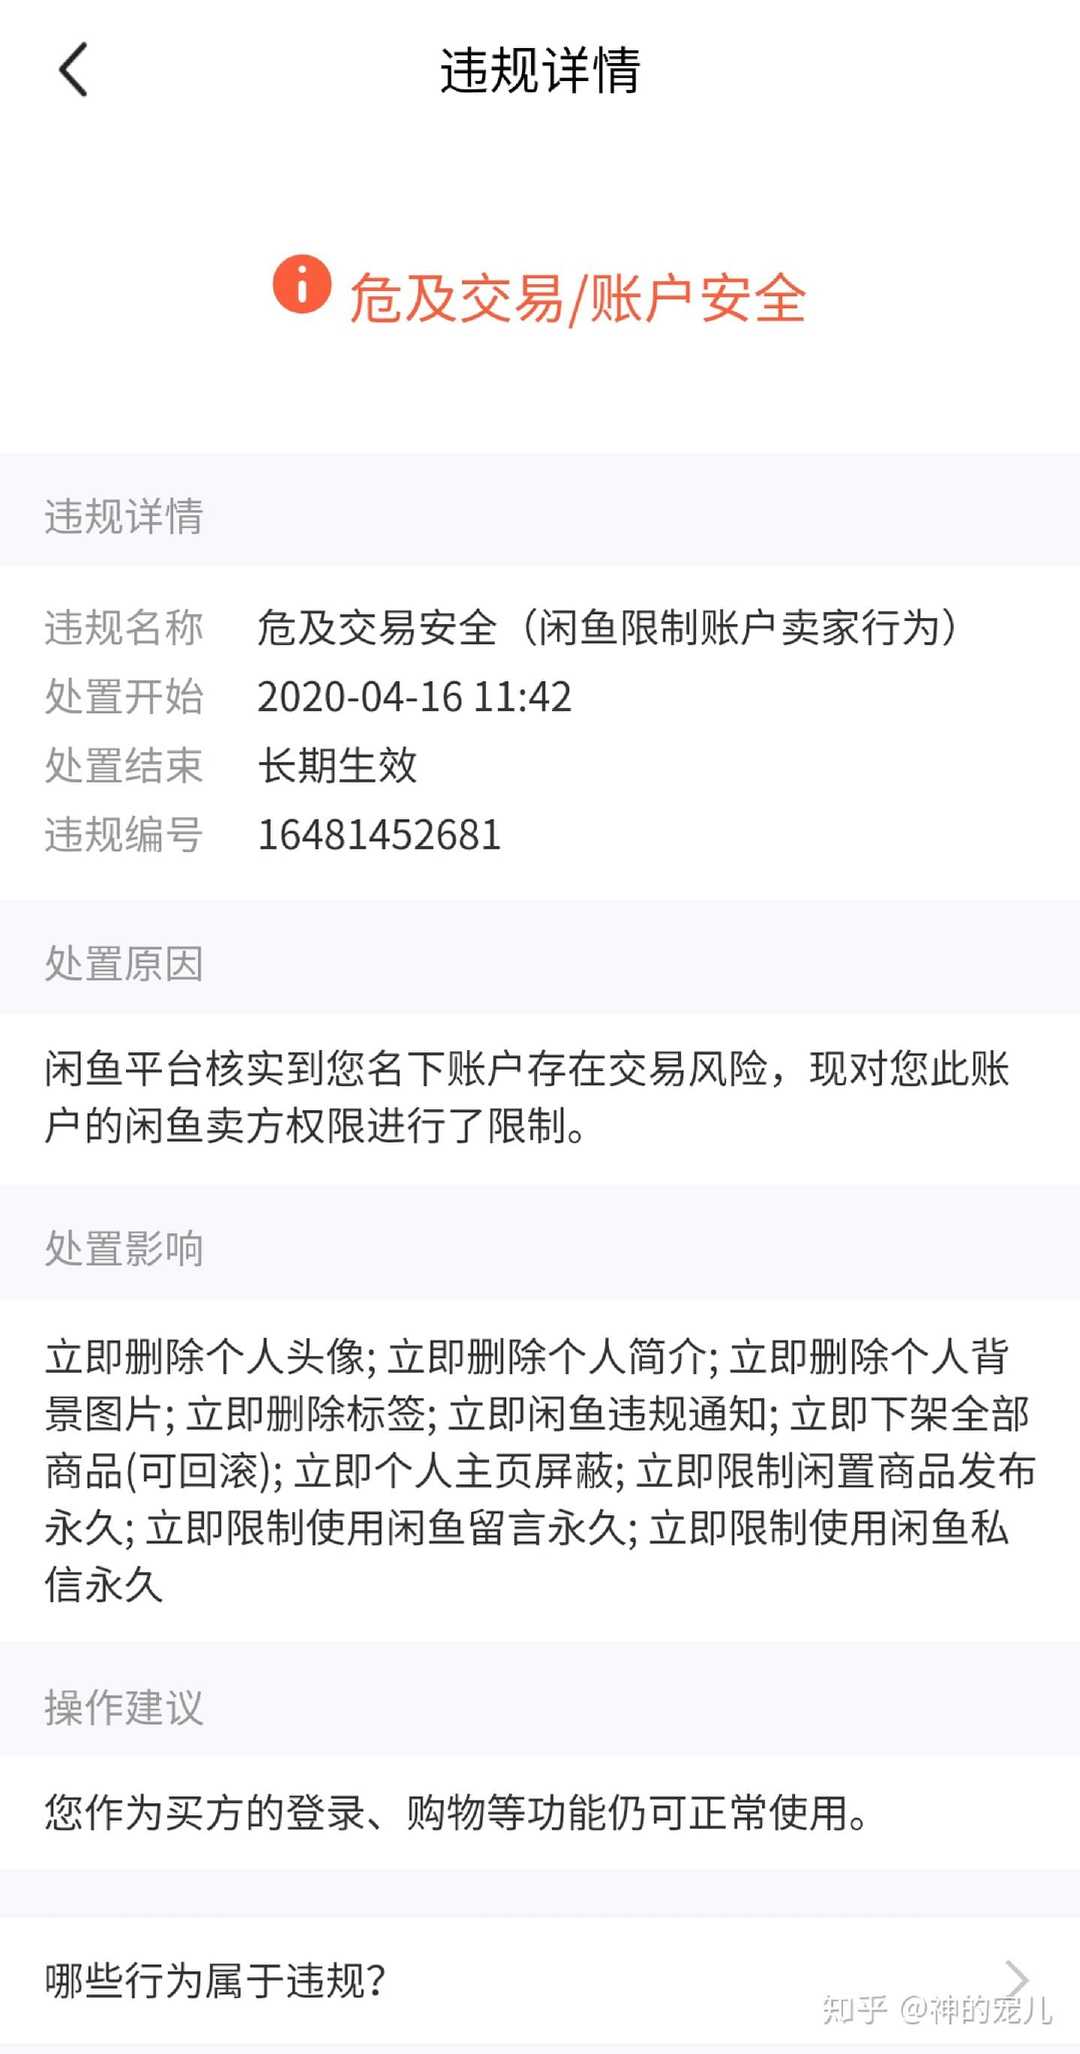 违规详情
危及交易/账户安全
违规详情
违规名称 危及交易安全（闲鱼限制账户卖家行为）
处置开始 2020-04-16 11:42
处置结束 长期生效
违规编号 16481452681
处置原因
闲鱼平台核实到您名下账户存在交易风险，现对您此账
户的闲鱼卖方权限进行了限制。
处置影响
立即删除个人头像; 立即删除个人简介; 立即删除个人背
景图片; 立即删除标签; 立即闲鱼违规通知; 立即下架全部
商品(可回滚); 立即个人主页屏蔽; 立即限制闲置商品发布
永久; 立即限制使用闲鱼留言永久; 立即限制使用闲鱼私
信永久
操作建议
您作为买方的登录、购物等功能仍可正常使用。
哪些行为属于违规?
知乎 @神的宠儿